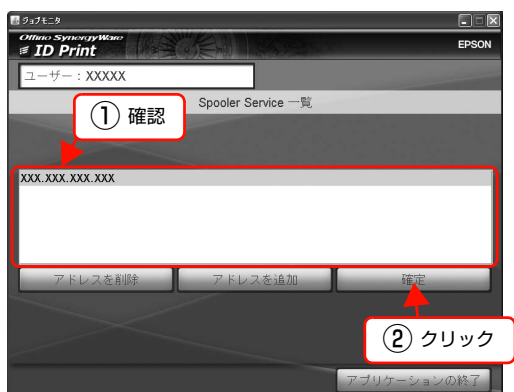 ジョブモニタ
Offirio SynergyWare
ID Print
EPSON
ユーザー：XXXXX
Spooler Service 一覧
① 確認
XXX.XXX.XXX.XXX
アドレスを削除
アドレスを追加
確定
② クリック
アプリケーションの終了